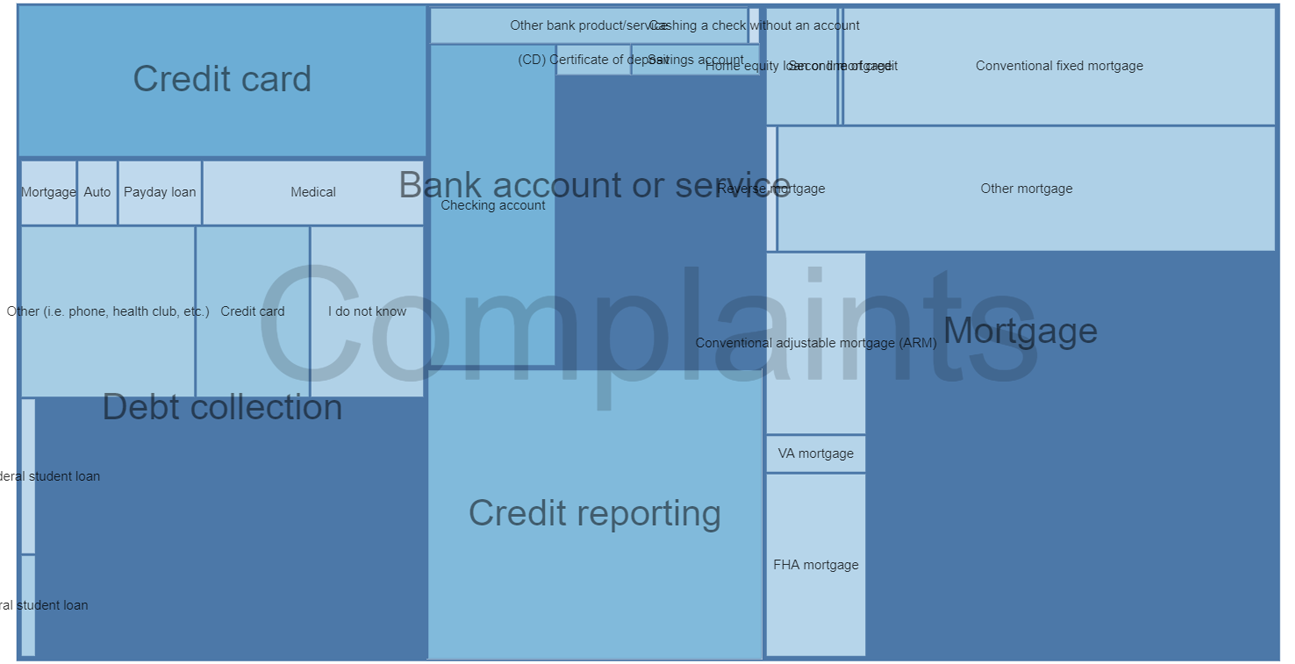 Credit card
Mortgage
Auto
Payday loan
Medical
Other (i.e. phone, health club, etc.)
Credit card
I do not know
Debt collection
deral student loan
ral student loan
Other bank product/service
Cashing a check without an account
(CD) Certificate of deposit
Savings account
Bank account or service
Checking account
Complaints
Credit reporting
Home equity loan or line of credit
Second mortgage
Conventional fixed mortgage
Reverse mortgage
Other mortgage
Conventional adjustable mortgage (ARM)
Mortgage
VA mortgage
FHA mortgage